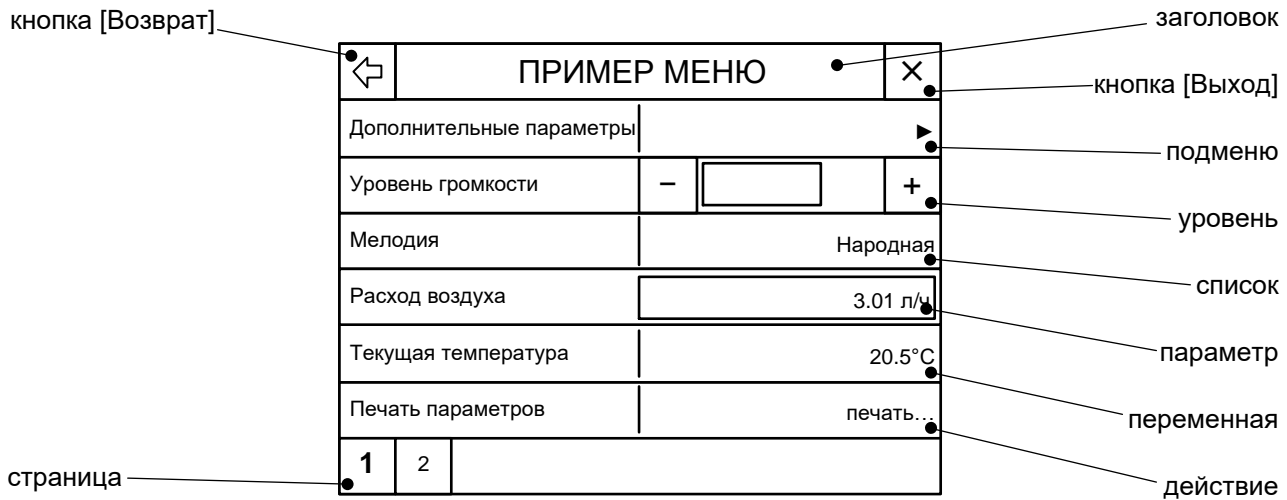 кнопка [Возврат]
заголовок
ПРИМЕР МЕНЮ
×
кнопка [Выход]
Дополнительные параметры
►
подменю
Уровень громкости
−
+
уровень
Мелодия
Народная
список
Расход воздуха
3.01 л/ч
параметр
Текущая температура
20.5°C
переменная
Печать параметров
печать…
действие
1
2
страница